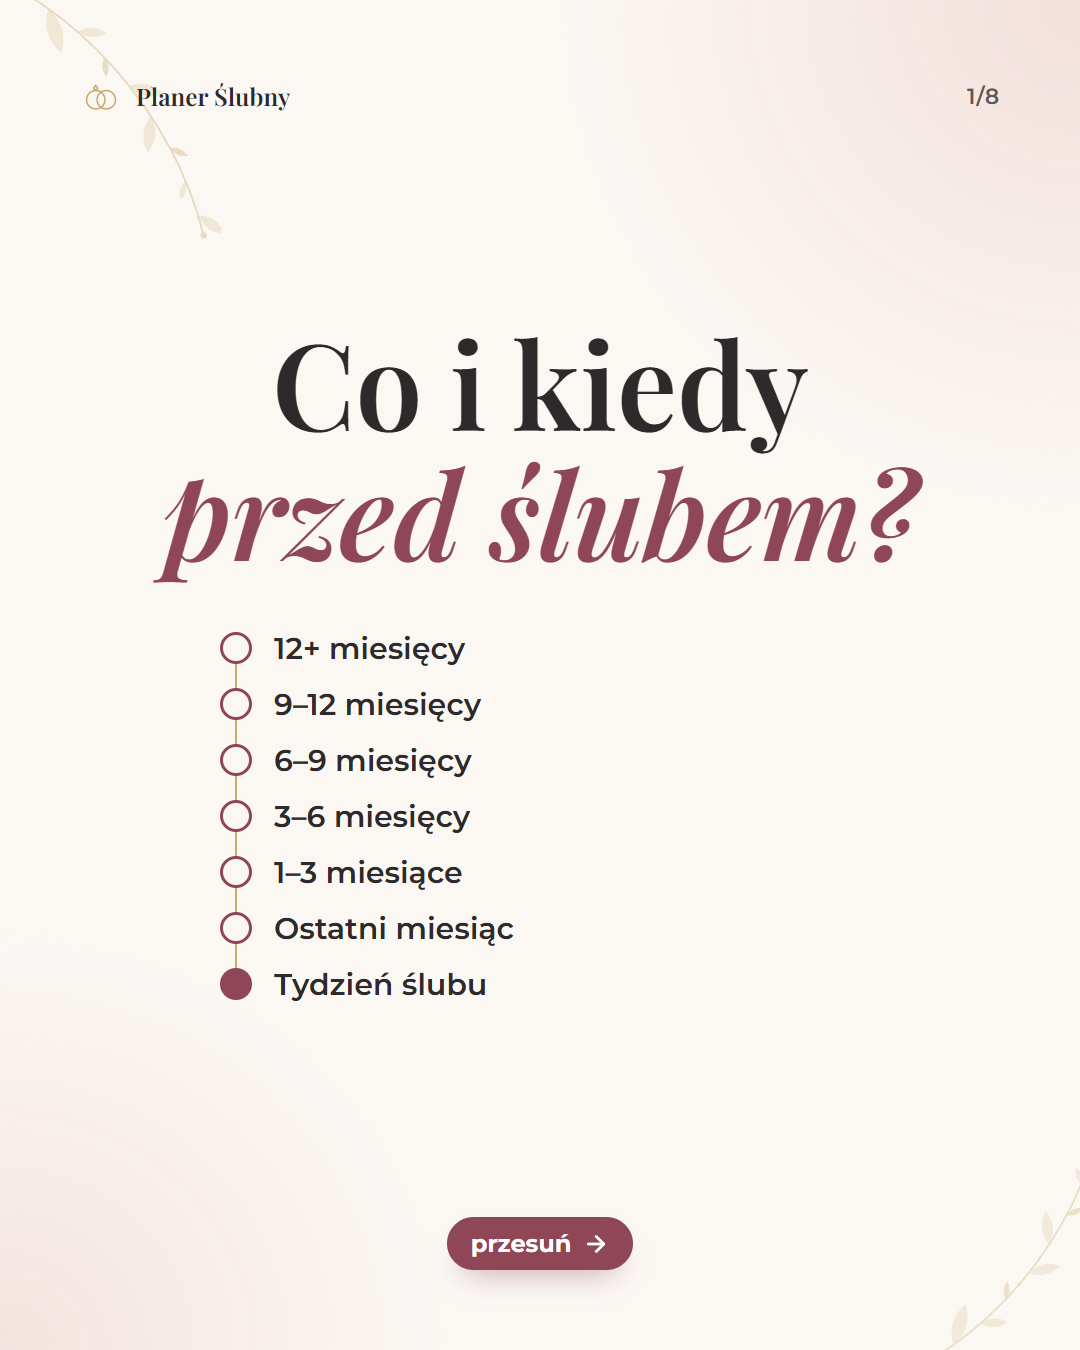 Planer Ślubny
1/8
Co i kiedy
przed ślubem?
12+ miesięcy
9–12 miesięcy
6–9 miesięcy
3–6 miesięcy
1–3 miesiące
Ostatni miesiąc
Tydzień ślubu
przesuń →